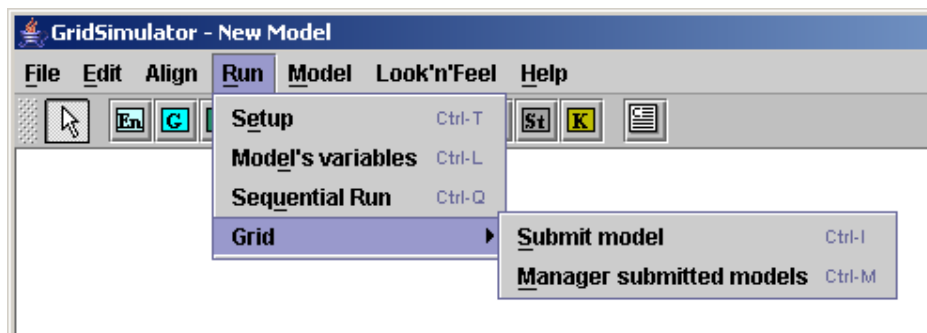 GridSimulator - New Model
File Edit Align Run Model Look'n'Feel Help
En G St K
Setup Ctrl-T
Model's variables Ctrl-L
Sequential Run Ctrl-Q
Grid
Submit model Ctrl-I
Manager submitted models Ctrl-M